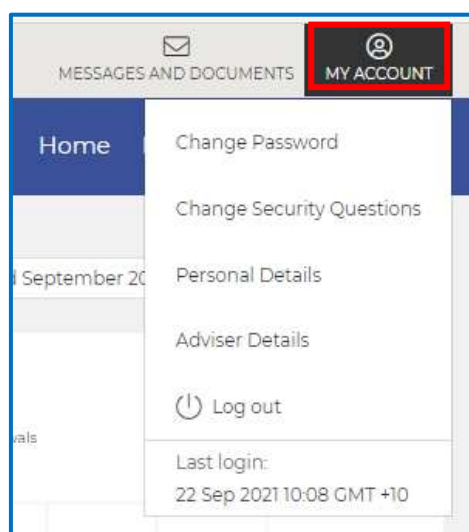 MESSAGES AND DOCUMENTS
MY ACCOUNT
Home
Change Password
Change Security Questions
September 20
Personal Details
Adviser Details
Log out
vals
Last login:
22 Sep 2021 10:08 GMT +10